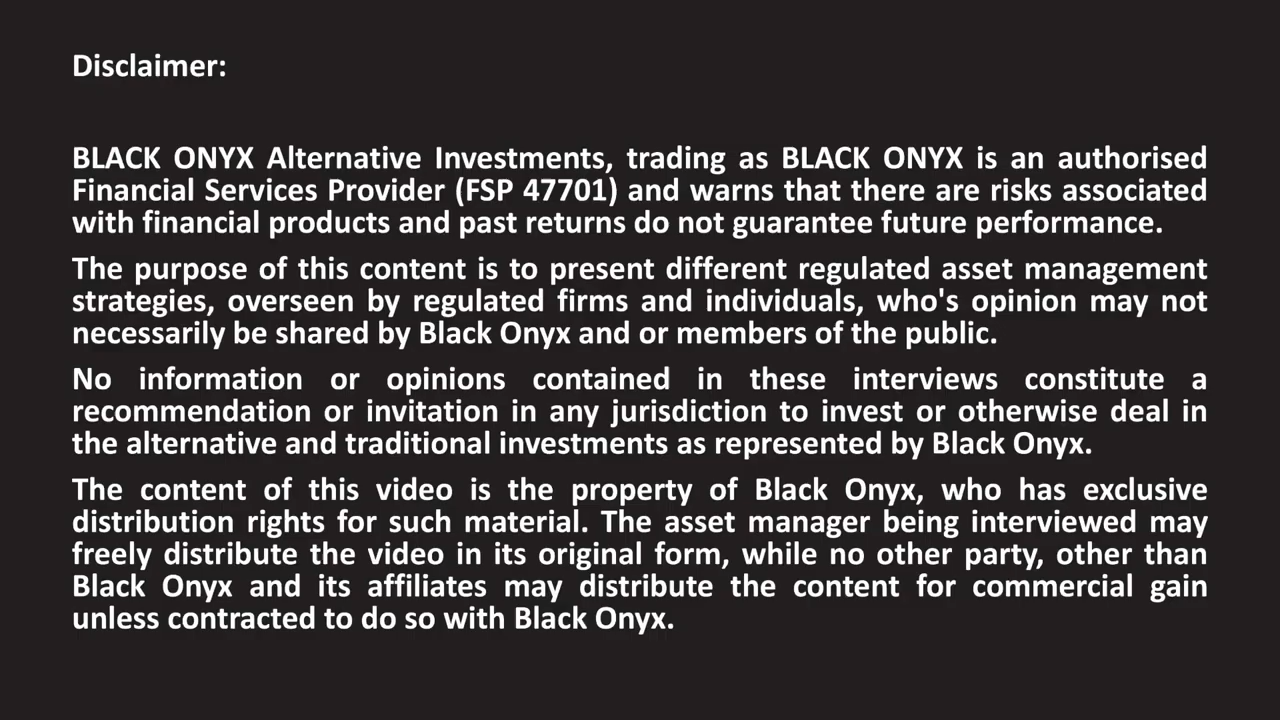 Disclaimer:
BLACK ONYX Alternative Investments, trading as BLACK ONYX is an authorised
Financial Services Provider (FSP 47701) and warns that there are risks associated
with financial products and past returns do not guarantee future performance.
The purpose of this content is to present different regulated asset management
strategies, overseen by regulated firms and individuals, who's opinion may not
necessarily be shared by Black Onyx and or members of the public.
No information or opinions contained in these interviews constitute a
recommendation or invitation in any jurisdiction to invest or otherwise deal in
the alternative and traditional investments as represented by Black Onyx.
The content of this video is the property of Black Onyx, who has exclusive
distribution rights for such material. The asset manager being interviewed may
freely distribute the video in its original form, while no other party, other than
Black Onyx and its affiliates may distribute the content for commercial gain
unless contracted to do so with Black Onyx.